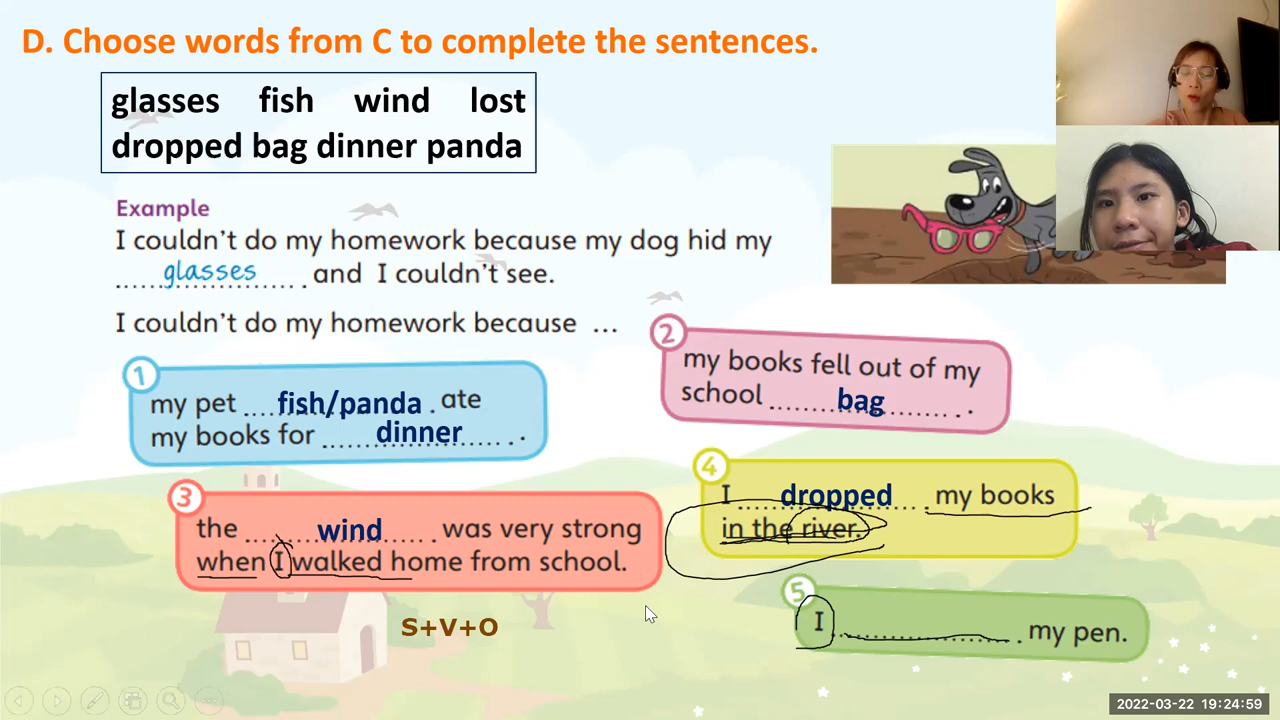 D. Choose words from C to complete the sentences.
glasses fish wind lost
dropped bag dinner panda
Example
I couldn't do my homework because my dog hid my
glasses and I couldn't see.
I couldn't do my homework because ...
1
my pet fish/panda ate
my books for dinner.
2
my books fell out of my
school bag.
3
the wind was very strong
when I walked home from school.
4
I dropped my books
in the river.
5
I .................... my pen.
S+V+O
2022-03-22 19:24:59